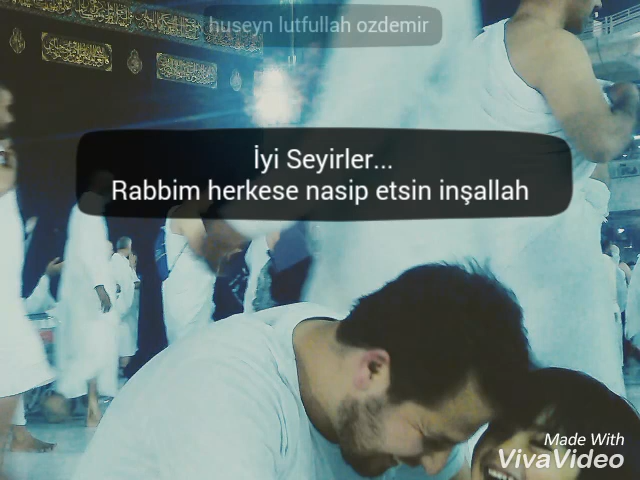 huseyn lutfullah ozdemir
İyi Seyirler...
Rabbim herkese nasip etsin inşallah
Made With
VivaVideo